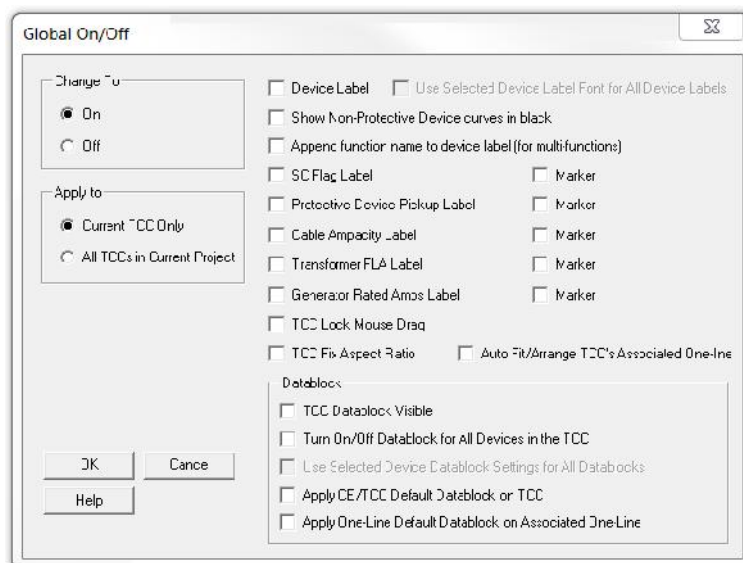 Global On/Off
Change To
On
Off
Apply to
Current TCC Only
All TCCs in Current Project
Device Label
Use Selected Device Label Font for All Device Labels
Show Non-Protective Device curves in black
Append function name to device label (for multi-functions)
SC Flag Label
Marker
Protective Device Pickup Label
Marker
Cable Ampacity Label
Marker
Transformer FLA Label
Marker
Generator Rated Amps Label
Marker
TCC Lock Mouse Drag
TCC Fix Aspect Ratio
Auto Fit/Arrange TCC's Associated One-line
Datablock
TCC Datablock Visible
Turn On/Off Datablock for All Devices in the TCC
Use Selected Device Datablock Settings for All Datablocks
Apply CE/TCC Default Datablock on TCC
Apply One-Line Default Datablock on Associated One-Line
OK
Cancel
Help